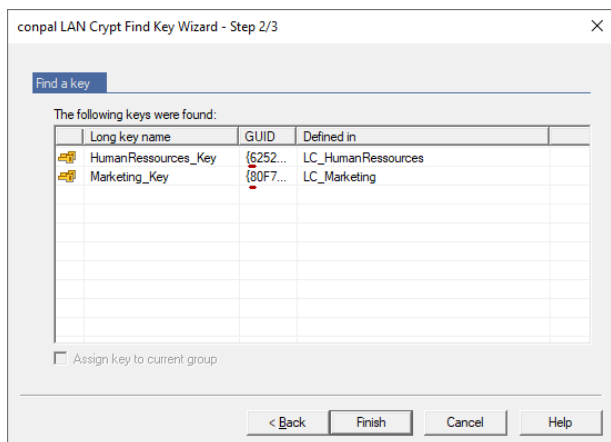 conpal LAN Crypt Find Key Wizard - Step 2/3
Find a key
The following keys were found:
Long key name GUID Defined in
HumanRessources_Key {6252... LC_HumanRessources
Marketing_Key {80F7... LC_Marketing
Assign key to current group
< Back Finish Cancel Help